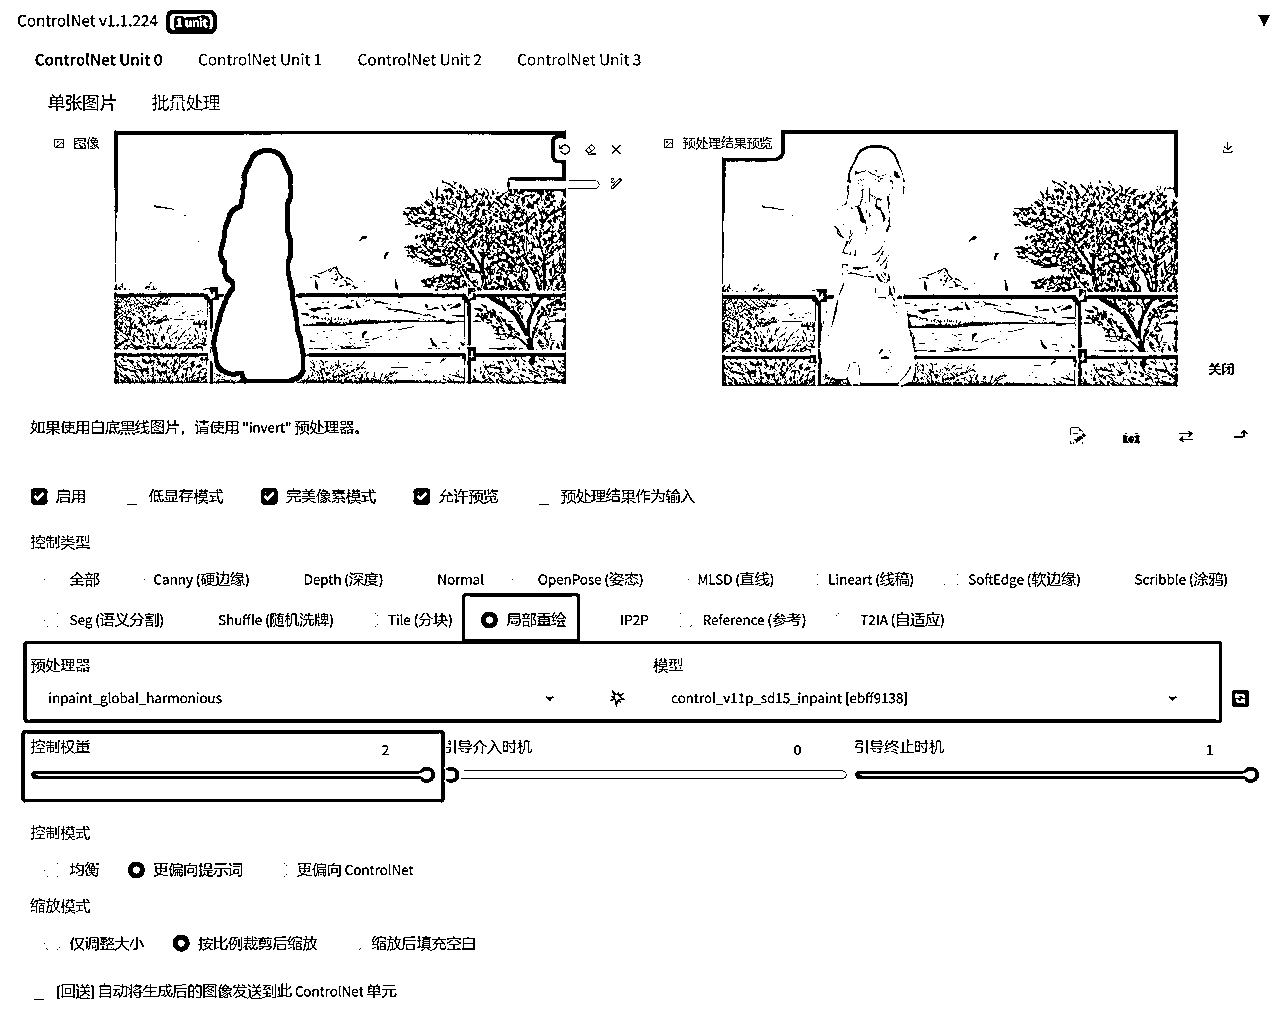 ControlNet v1.1.224 [1 unit]
ControlNet Unit 0 ControlNet Unit 1 ControlNet Unit 2 ControlNet Unit 3
单张图片 批量处理
图像 预处理结果预览
关闭
如果使用白底黑线图片，请使用 "invert" 预处理器。
启用 低显存模式 完美像素模式 允许预览 预处理结果作为输入
控制类型
全部 Canny (硬边缘) Depth (深度) Normal OpenPose (姿态) MLSD (直线) Lineart (线稿) SoftEdge (软边缘) Scribble (涂鸦)
Seg (语义分割) Shuffle (随机洗牌) Tile (分块) 局部重绘 IP2P Reference (参考) T2IA (自适应)
预处理器 模型
inpaint_global_harmonious control_v11p_sd15_inpaint [ebff9138]
控制权重 2 引导介入时机 0 引导终止时机 1
控制模式
均衡 更偏向提示词 更偏向 ControlNet
缩放模式
仅调整大小 按比例裁剪后缩放 缩放后填充空白
[回送] 自动将生成后的图像发送到此 ControlNet 单元